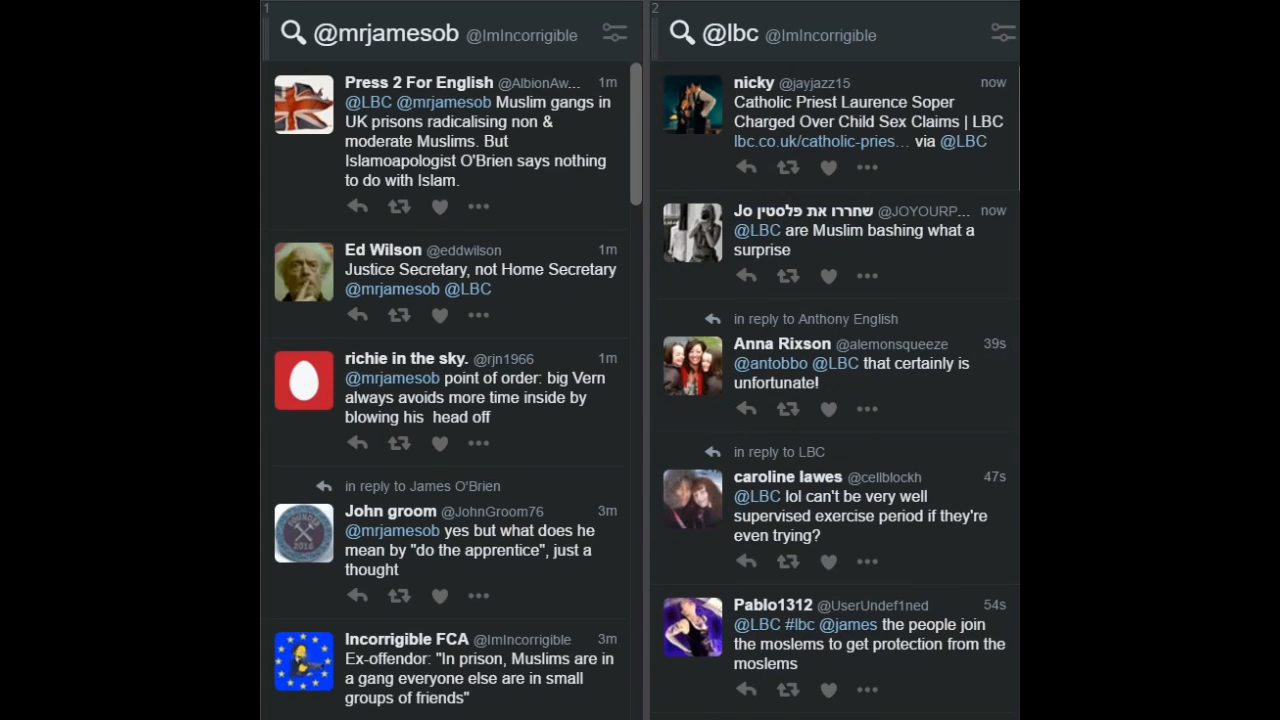 1
@mrjamesob @ImIncorrigible
Press 2 For English @AlbionAw... 1m
@LBC @mrjamesob Muslim gangs in
UK prisons radicalising non &
moderate Muslims. But
Islamoapologist O'Brien says nothing
to do with Islam.
Ed Wilson @eddwilson 1m
Justice Secretary, not Home Secretary
@mrjamesob @LBC
richie in the sky. @rjn1966 1m
@mrjamesob point of order: big Vern
always avoids more time inside by
blowing his head off
in reply to James O'Brien
John groom @JohnGroom76 3m
@mrjamesob yes but what does he
mean by "do the apprentice", just a
thought
Incorrigible FCA @ImIncorrigible 3m
Ex-offender: "In prison, Muslims are in
a gang everyone else are in small
groups of friends"
2
@lbc @ImIncorrigible
nicky @jayjazz15 now
Catholic Priest Laurence Soper
Charged Over Child Sex Claims | LBC
lbc.co.uk/catholic-pries... via @LBC
Jo שחררו את פלסטין @JOYOURP... now
@LBC are Muslim bashing what a
surprise
in reply to Anthony English
Anna Rixson @alemonsqueeze 39s
@antobbo @LBC that certainly is
unfortunate!
in reply to LBC
caroline lawes @cellblockh 47s
@LBC lol can't be very well
supervised exercise period if they're
even trying?
Pablo1312 @UserUndef1ned 54s
@LBC #lbc @james the people join
the moslems to get protection from the
moslems